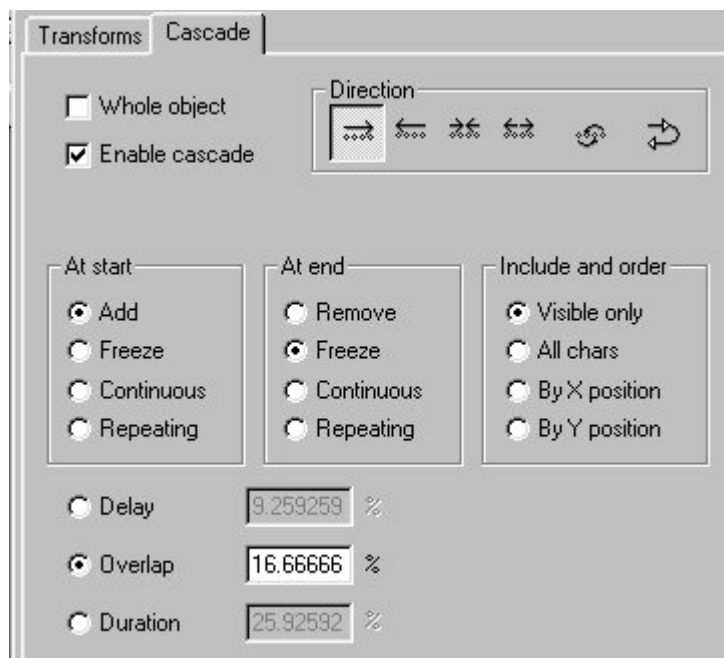 Transforms Cascade
Whole object
Enable cascade
Direction
At start
Add
Freeze
Continuous
Repeating
At end
Remove
Freeze
Continuous
Repeating
Include and order
Visible only
All chars
By X position
By Y position
Delay 9.259259 %
Overlap 16.66666 %
Duration 25.92592 %